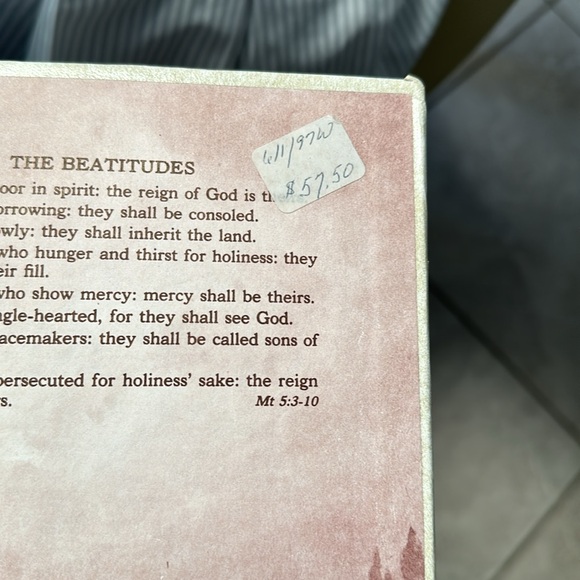 6/1/97W
$57.50
THE BEATITUDES
oor in spirit: the reign of God is
orrowing: they shall be consoled.
wly: they shall inherit the land.
who hunger and thirst for holiness: they
eir fill.
who show mercy: mercy shall be theirs.
ngle-hearted, for they shall see God.
acemakers: they shall be called sons of
persecuted for holiness' sake: the reign
s.
Mt 5:3-10